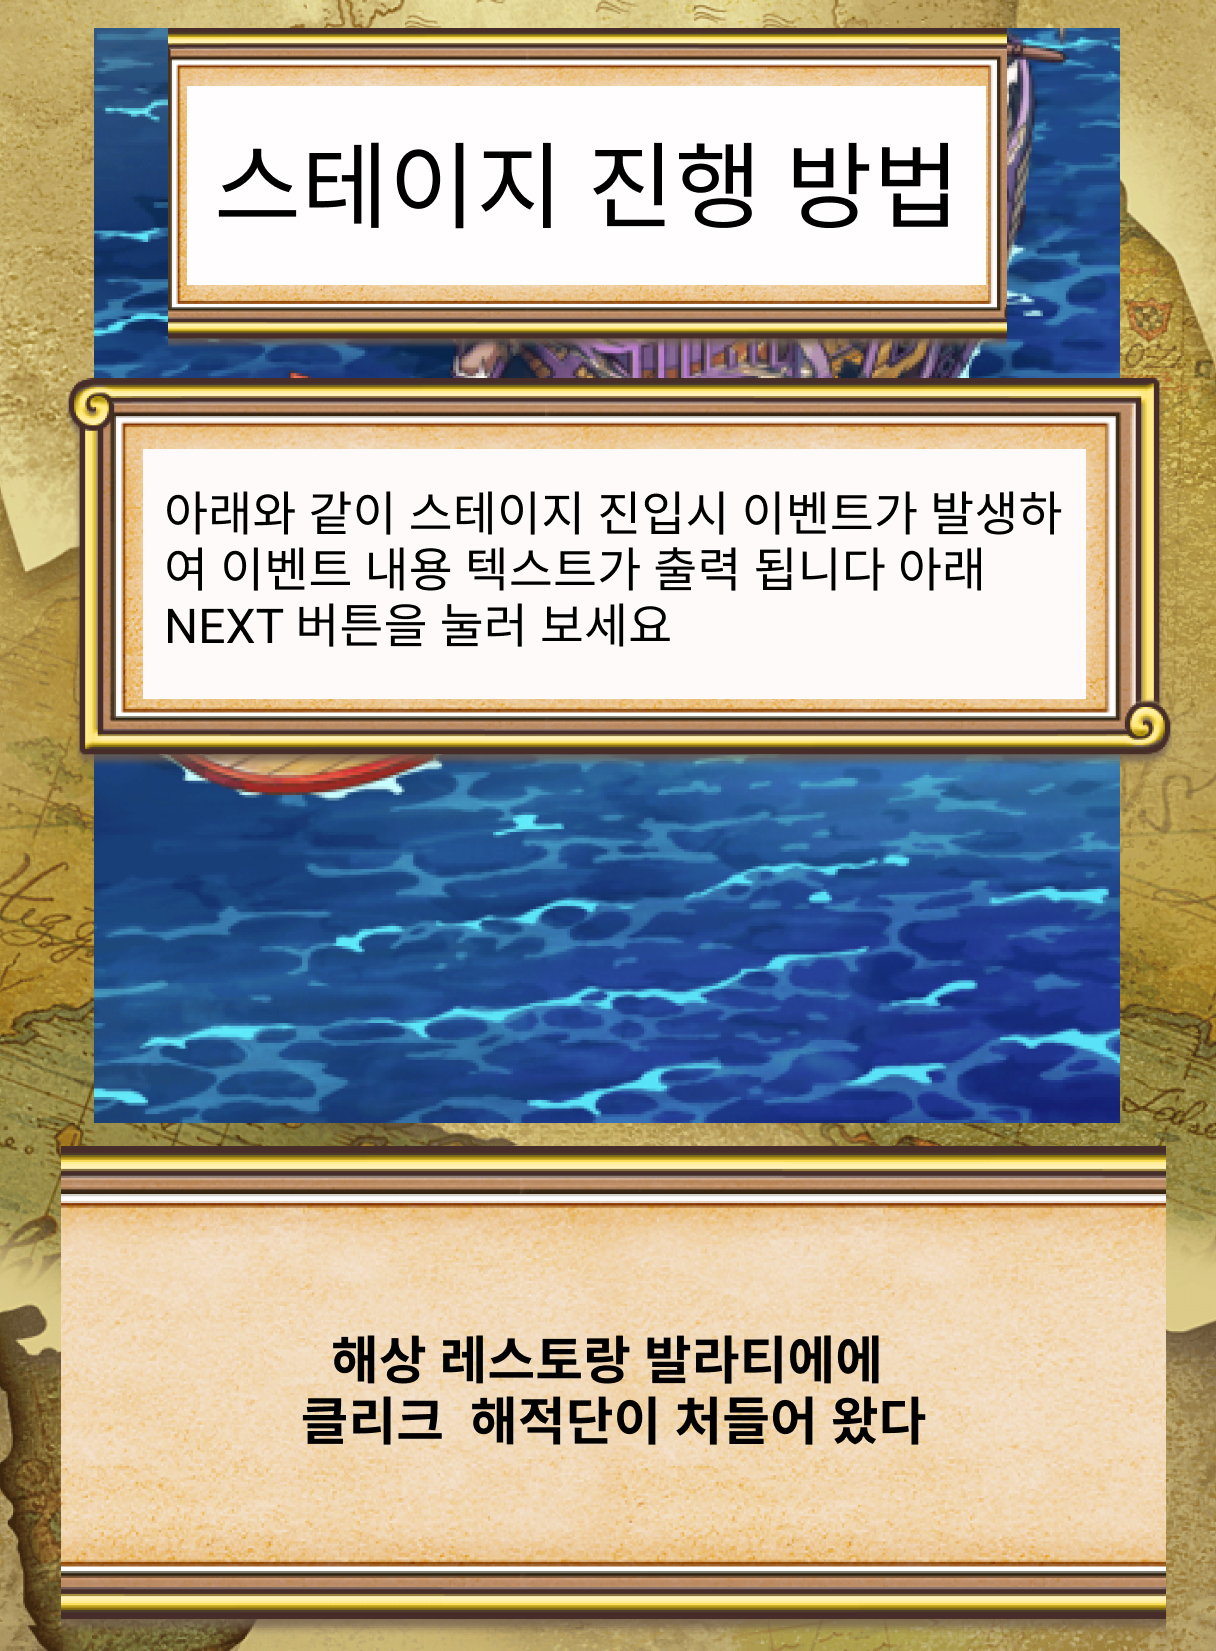 스테이지 진행 방법
아래와 같이 스테이지 진입시 이벤트가 발생하
여 이벤트 내용 텍스트가 출력 됩니다 아래
NEXT 버튼을 눌러 보세요
해상 레스토랑 발라티에에
클리크  해적단이 처들어 왔다